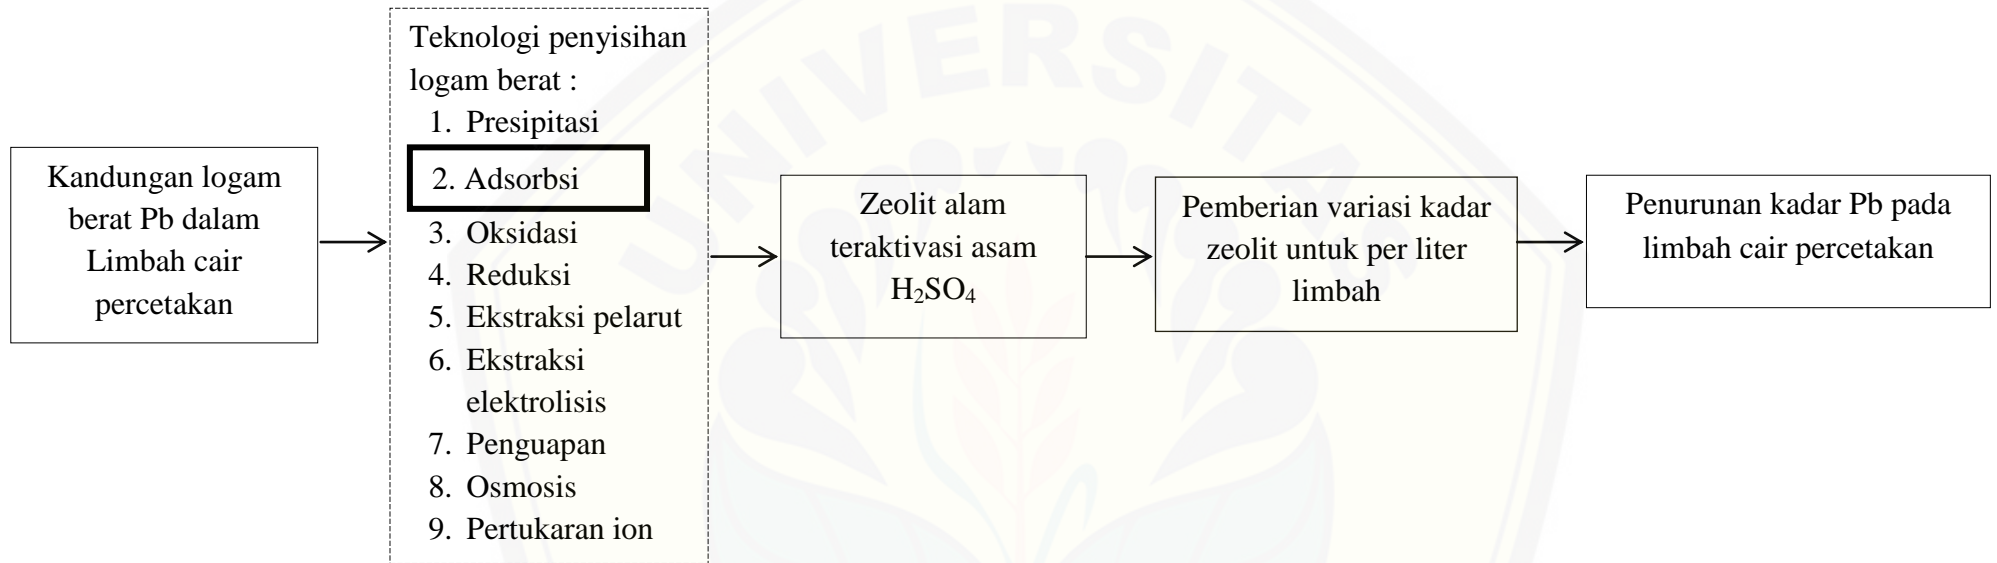 Kandungan logam
berat Pb dalam
Limbah cair
percetakan
Teknologi penyisihan
logam berat :
1. Presipitasi
2. Adsorbsi
3. Oksidasi
4. Reduksi
5. Ekstraksi pelarut
6. Ekstraksi
elektrolisis
7. Penguapan
8. Osmosis
9. Pertukaran ion
Zeolit alam
teraktivasi asam
H₂SO₄
Pemberian variasi kadar
zeolit untuk per liter
limbah
Penurunan kadar Pb pada
limbah cair percetakan
UNIVERSITAS